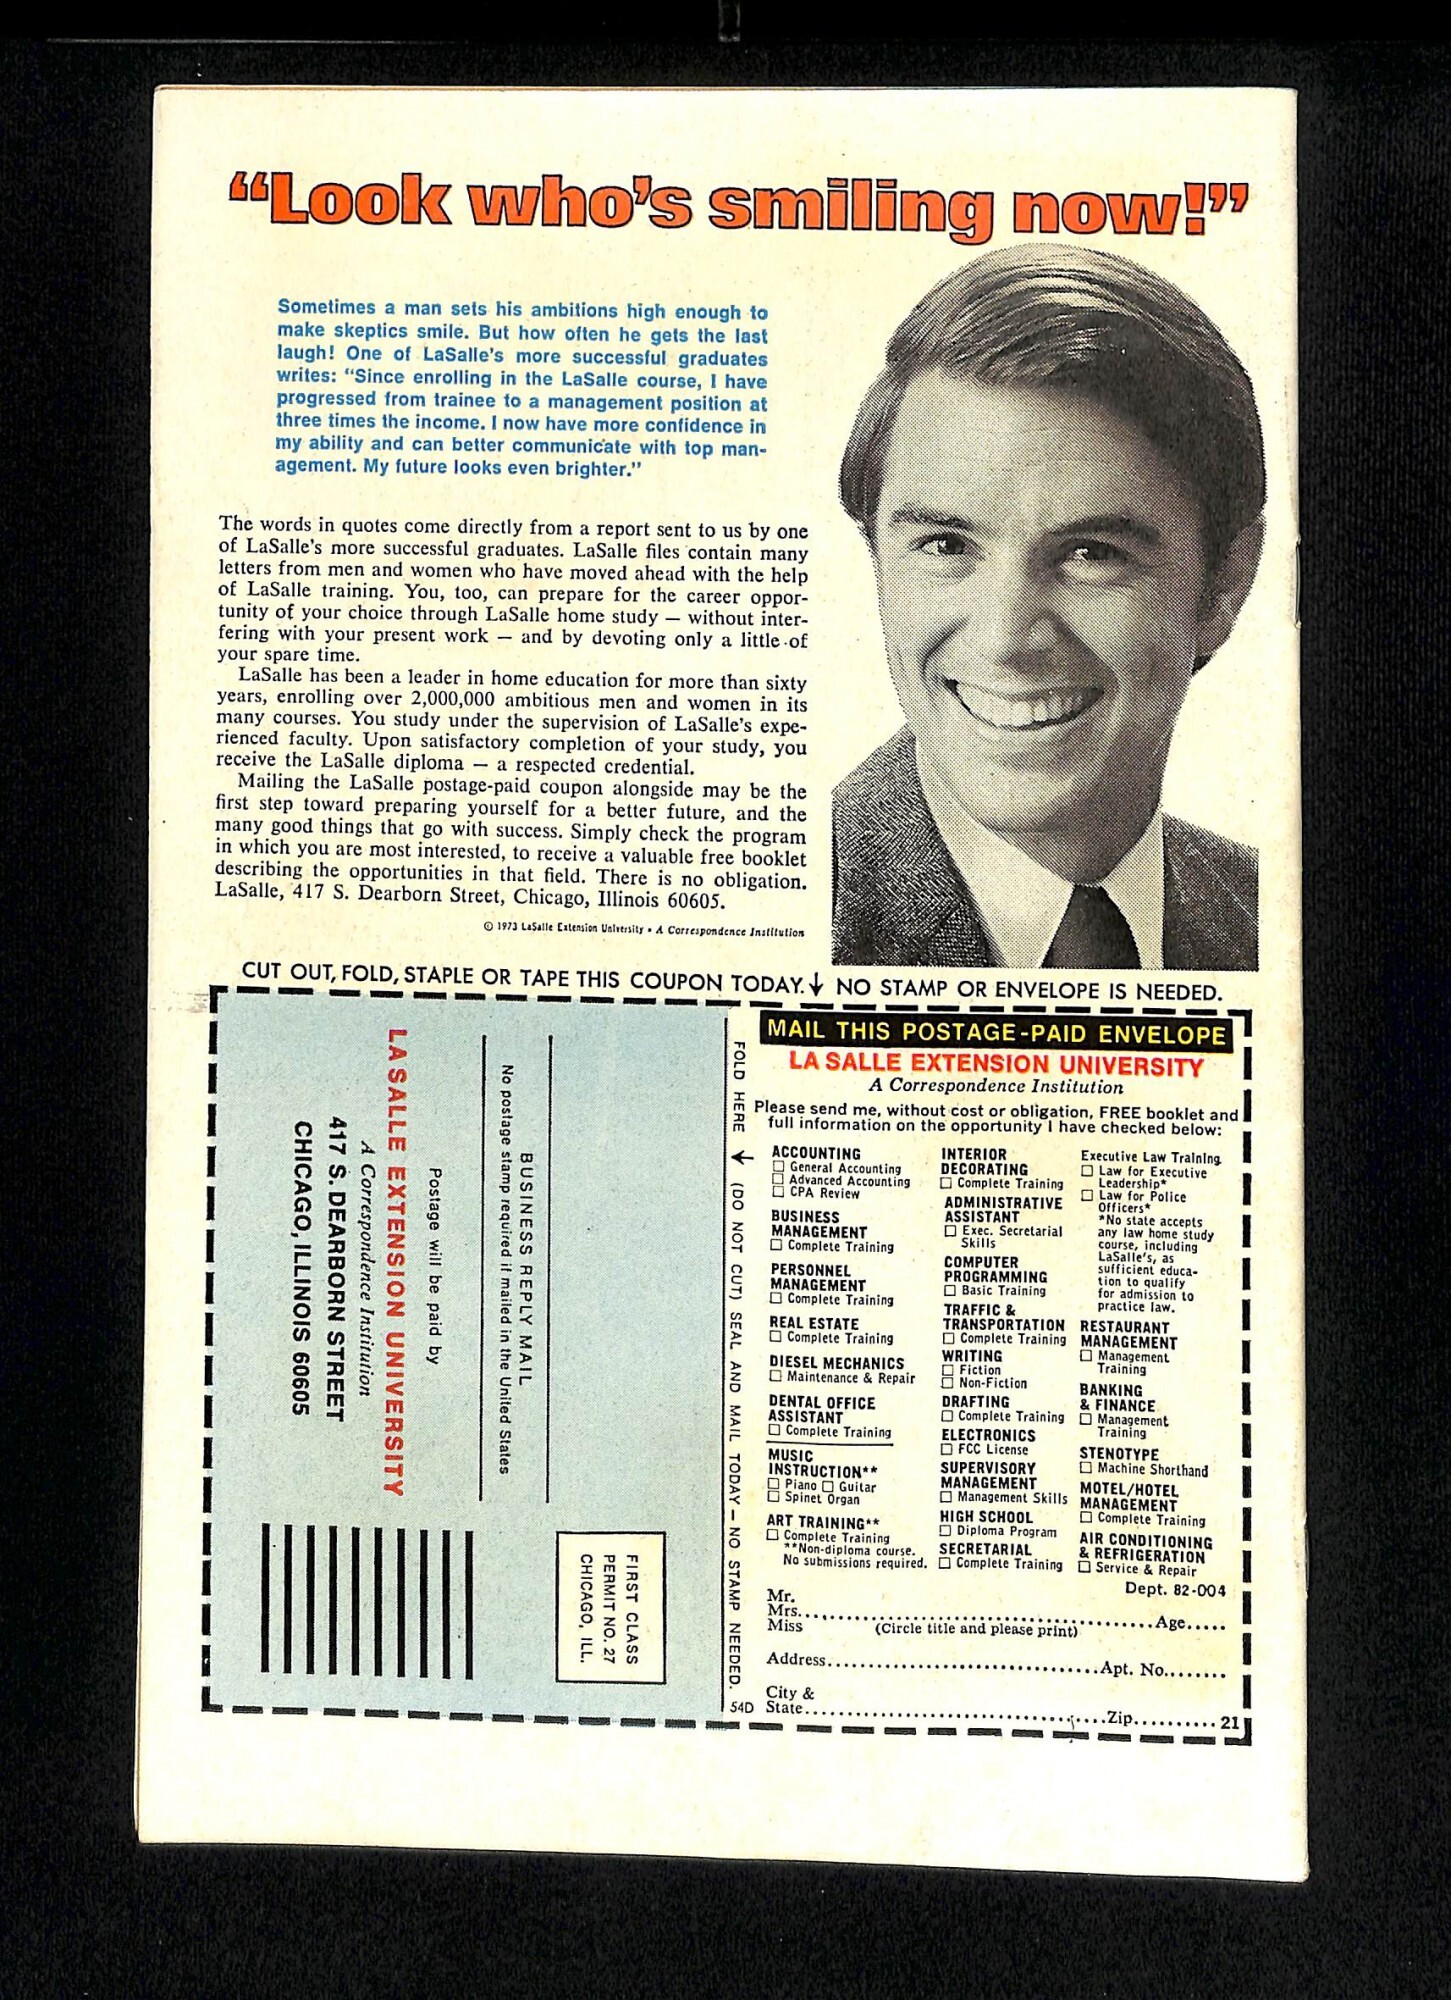 “Look who's smiling now!”
Sometimes a man sets his ambitions high enough to
make skeptics smile. But how often he gets the last
laugh! One of LaSalle's more successful graduates
writes: “Since enrolling in the LaSalle course, I have
progressed from trainee to a management position at
three times the income. I now have more confidence in
my ability and can better communicate with top man-
agement. My future looks even brighter.”
The words in quotes come directly from a report sent to us by one
of LaSalle's more successful graduates. LaSalle files contain many
letters from men and women who have moved ahead with the help
of LaSalle training. You, too, can prepare for the career oppor-
tunity of your choice through LaSalle home study — without inter-
fering with your present work — and by devoting only a little of
your spare time.
LaSalle has been a leader in home education for more than sixty
years, enrolling over 2,000,000 ambitious men and women in its
many courses. You study under the supervision of LaSalle's expe-
rienced faculty. Upon satisfactory completion of your study, you
receive the LaSalle diploma — a respected credential.
Mailing the LaSalle postage-paid coupon alongside may be the
first step toward preparing yourself for a better future, and the
many good things that go with success. Simply check the program
in which you are most interested, to receive a valuable free booklet
describing the opportunities in that field. There is no obligation.
LaSalle, 417 S. Dearborn Street, Chicago, Illinois 60605.
© 1973 LaSalle Extension University • A Correspondence Institution
CUT OUT, FOLD, STAPLE OR TAPE THIS COUPON TODAY. ↓ NO STAMP OR ENVELOPE IS NEEDED.
FIRST CLASS
PERMIT NO. 27
CHICAGO, ILL.
BUSINESS REPLY MAIL
No postage stamp required if mailed in the United States
Postage will be paid by
LA SALLE EXTENSION UNIVERSITY
A Correspondence Institution
417 S. DEARBORN STREET
CHICAGO, ILLINOIS 60605
FOLD HERE ↓ (DO NOT CUT) SEAL AND MAIL TODAY — NO STAMP NEEDED.
54D
MAIL THIS POSTAGE-PAID ENVELOPE
LA SALLE EXTENSION UNIVERSITY
A Correspondence Institution
Please send me, without cost or obligation, FREE booklet and
full information on the opportunity I have checked below:
ACCOUNTING
☐ General Accounting
☐ Advanced Accounting
☐ CPA Review
BUSINESS
MANAGEMENT
☐ Complete Training
PERSONNEL
MANAGEMENT
☐ Complete Training
REAL ESTATE
☐ Complete Training
DIESEL MECHANICS
☐ Maintenance & Repair
DENTAL OFFICE
ASSISTANT
☐ Complete Training
MUSIC
INSTRUCTION**
☐ Piano ☐ Guitar
☐ Spinet Organ
ART TRAINING**
☐ Complete Training
**Non-diploma course.
No submissions required.
INTERIOR
DECORATING
☐ Complete Training
ADMINISTRATIVE
ASSISTANT
☐ Exec. Secretarial
Skills
COMPUTER
PROGRAMMING
☐ Basic Training
TRAFFIC &
TRANSPORTATION
☐ Complete Training
WRITING
☐ Fiction
☐ Non-Fiction
DRAFTING
☐ Complete Training
ELECTRONICS
☐ FCC License
SUPERVISORY
MANAGEMENT
☐ Management Skills
HIGH SCHOOL
☐ Diploma Program
SECRETARIAL
☐ Complete Training
Executive Law Training
☐ Law for Executive
Leadership*
☐ Law for Police
Officers*
*No state accepts
any law home study
course, including
LaSalle's, as
sufficient educa-
tion to qualify
for admission to
practice law.
RESTAURANT
MANAGEMENT
☐ Management
Training
BANKING
& FINANCE
☐ Management
Training
STENOTYPE
☐ Machine Shorthand
MOTEL/HOTEL
MANAGEMENT
☐ Complete Training
AIR CONDITIONING
& REFRIGERATION
☐ Service & Repair
Dept. 82-004
Mr.
Mrs. Age
Miss (Circle title and please print)
Address Apt. No.
City &
State Zip 21